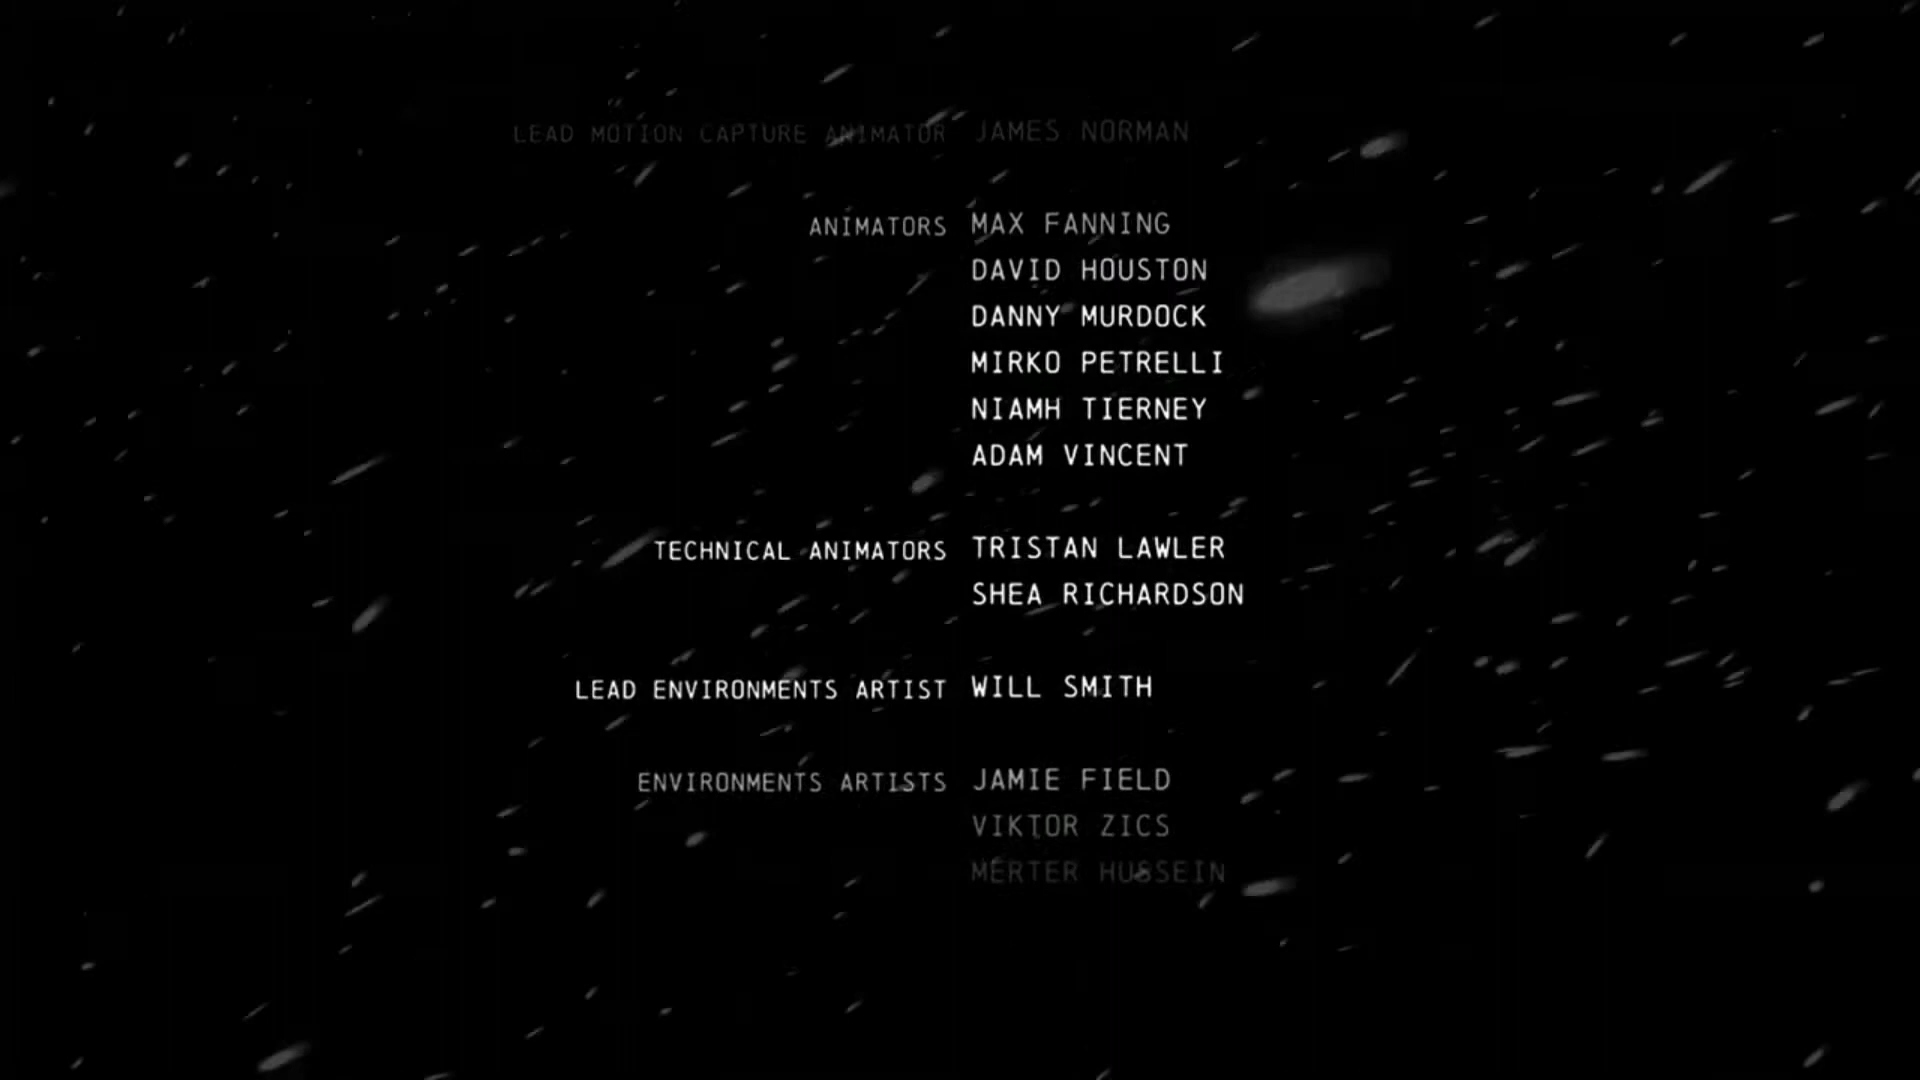 LEAD MOTION CAPTURE ANIMATOR JAMES NORMAN
ANIMATORS MAX FANNING
DAVID HOUSTON
DANNY MURDOCK
MIRKO PETRELLI
NIAMH TIERNEY
ADAM VINCENT
TECHNICAL ANIMATORS TRISTAN LAWLER
SHEA RICHARDSON
LEAD ENVIRONMENTS ARTIST WILL SMITH
ENVIRONMENTS ARTISTS JAMIE FIELD
VIKTOR ZICS
MERTER HUSSEIN